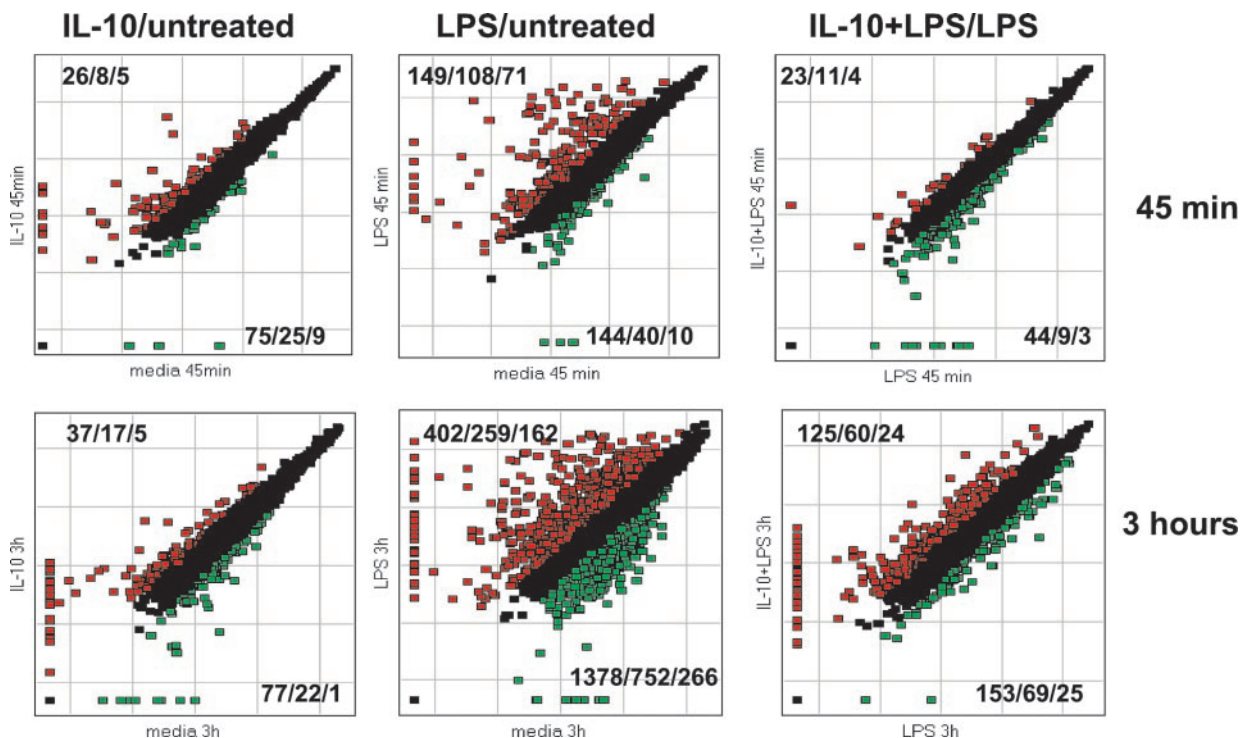 IL-10/untreated
LPS/untreated
IL-10+LPS/LPS
26/8/5
149/108/71
23/11/4
IL-10 45min
LPS 45 min
IL-10+LPS 45 min
45 min
75/25/9
144/40/10
44/9/3
media 45min
media 45 min
LPS 45 min
37/17/5
402/259/162
125/60/24
IL-10 3h
LPS 3h
IL-10+LPS 3h
3 hours
77/22/1
1378/752/266
153/69/25
media 3h
media 3h
LPS 3h